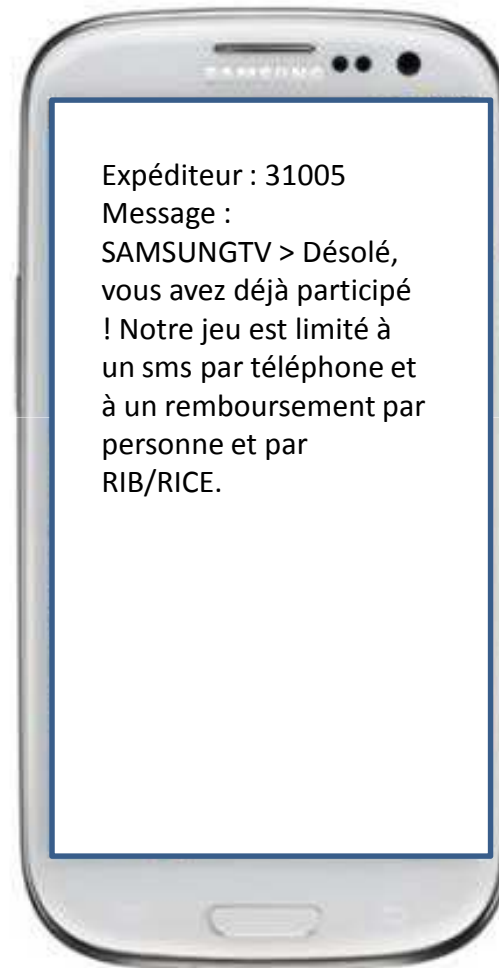 SAMSUNG
Expéditeur : 31005
Message :
SAMSUNGTV > Désolé,
vous avez déjà participé
! Notre jeu est limité à
un sms par téléphone et
à un remboursement par
personne et par
RIB/RICE.